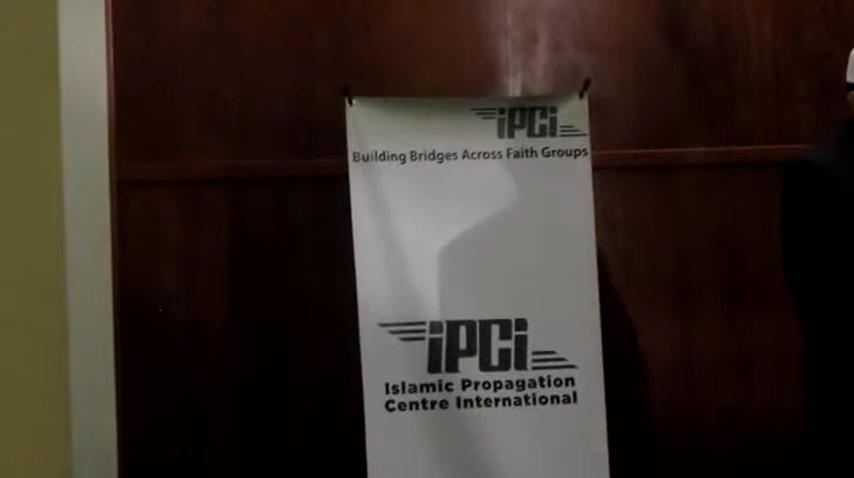 iPCi
Building Bridges Across Faith Groups
iPCi
Islamic Propagation
Centre International